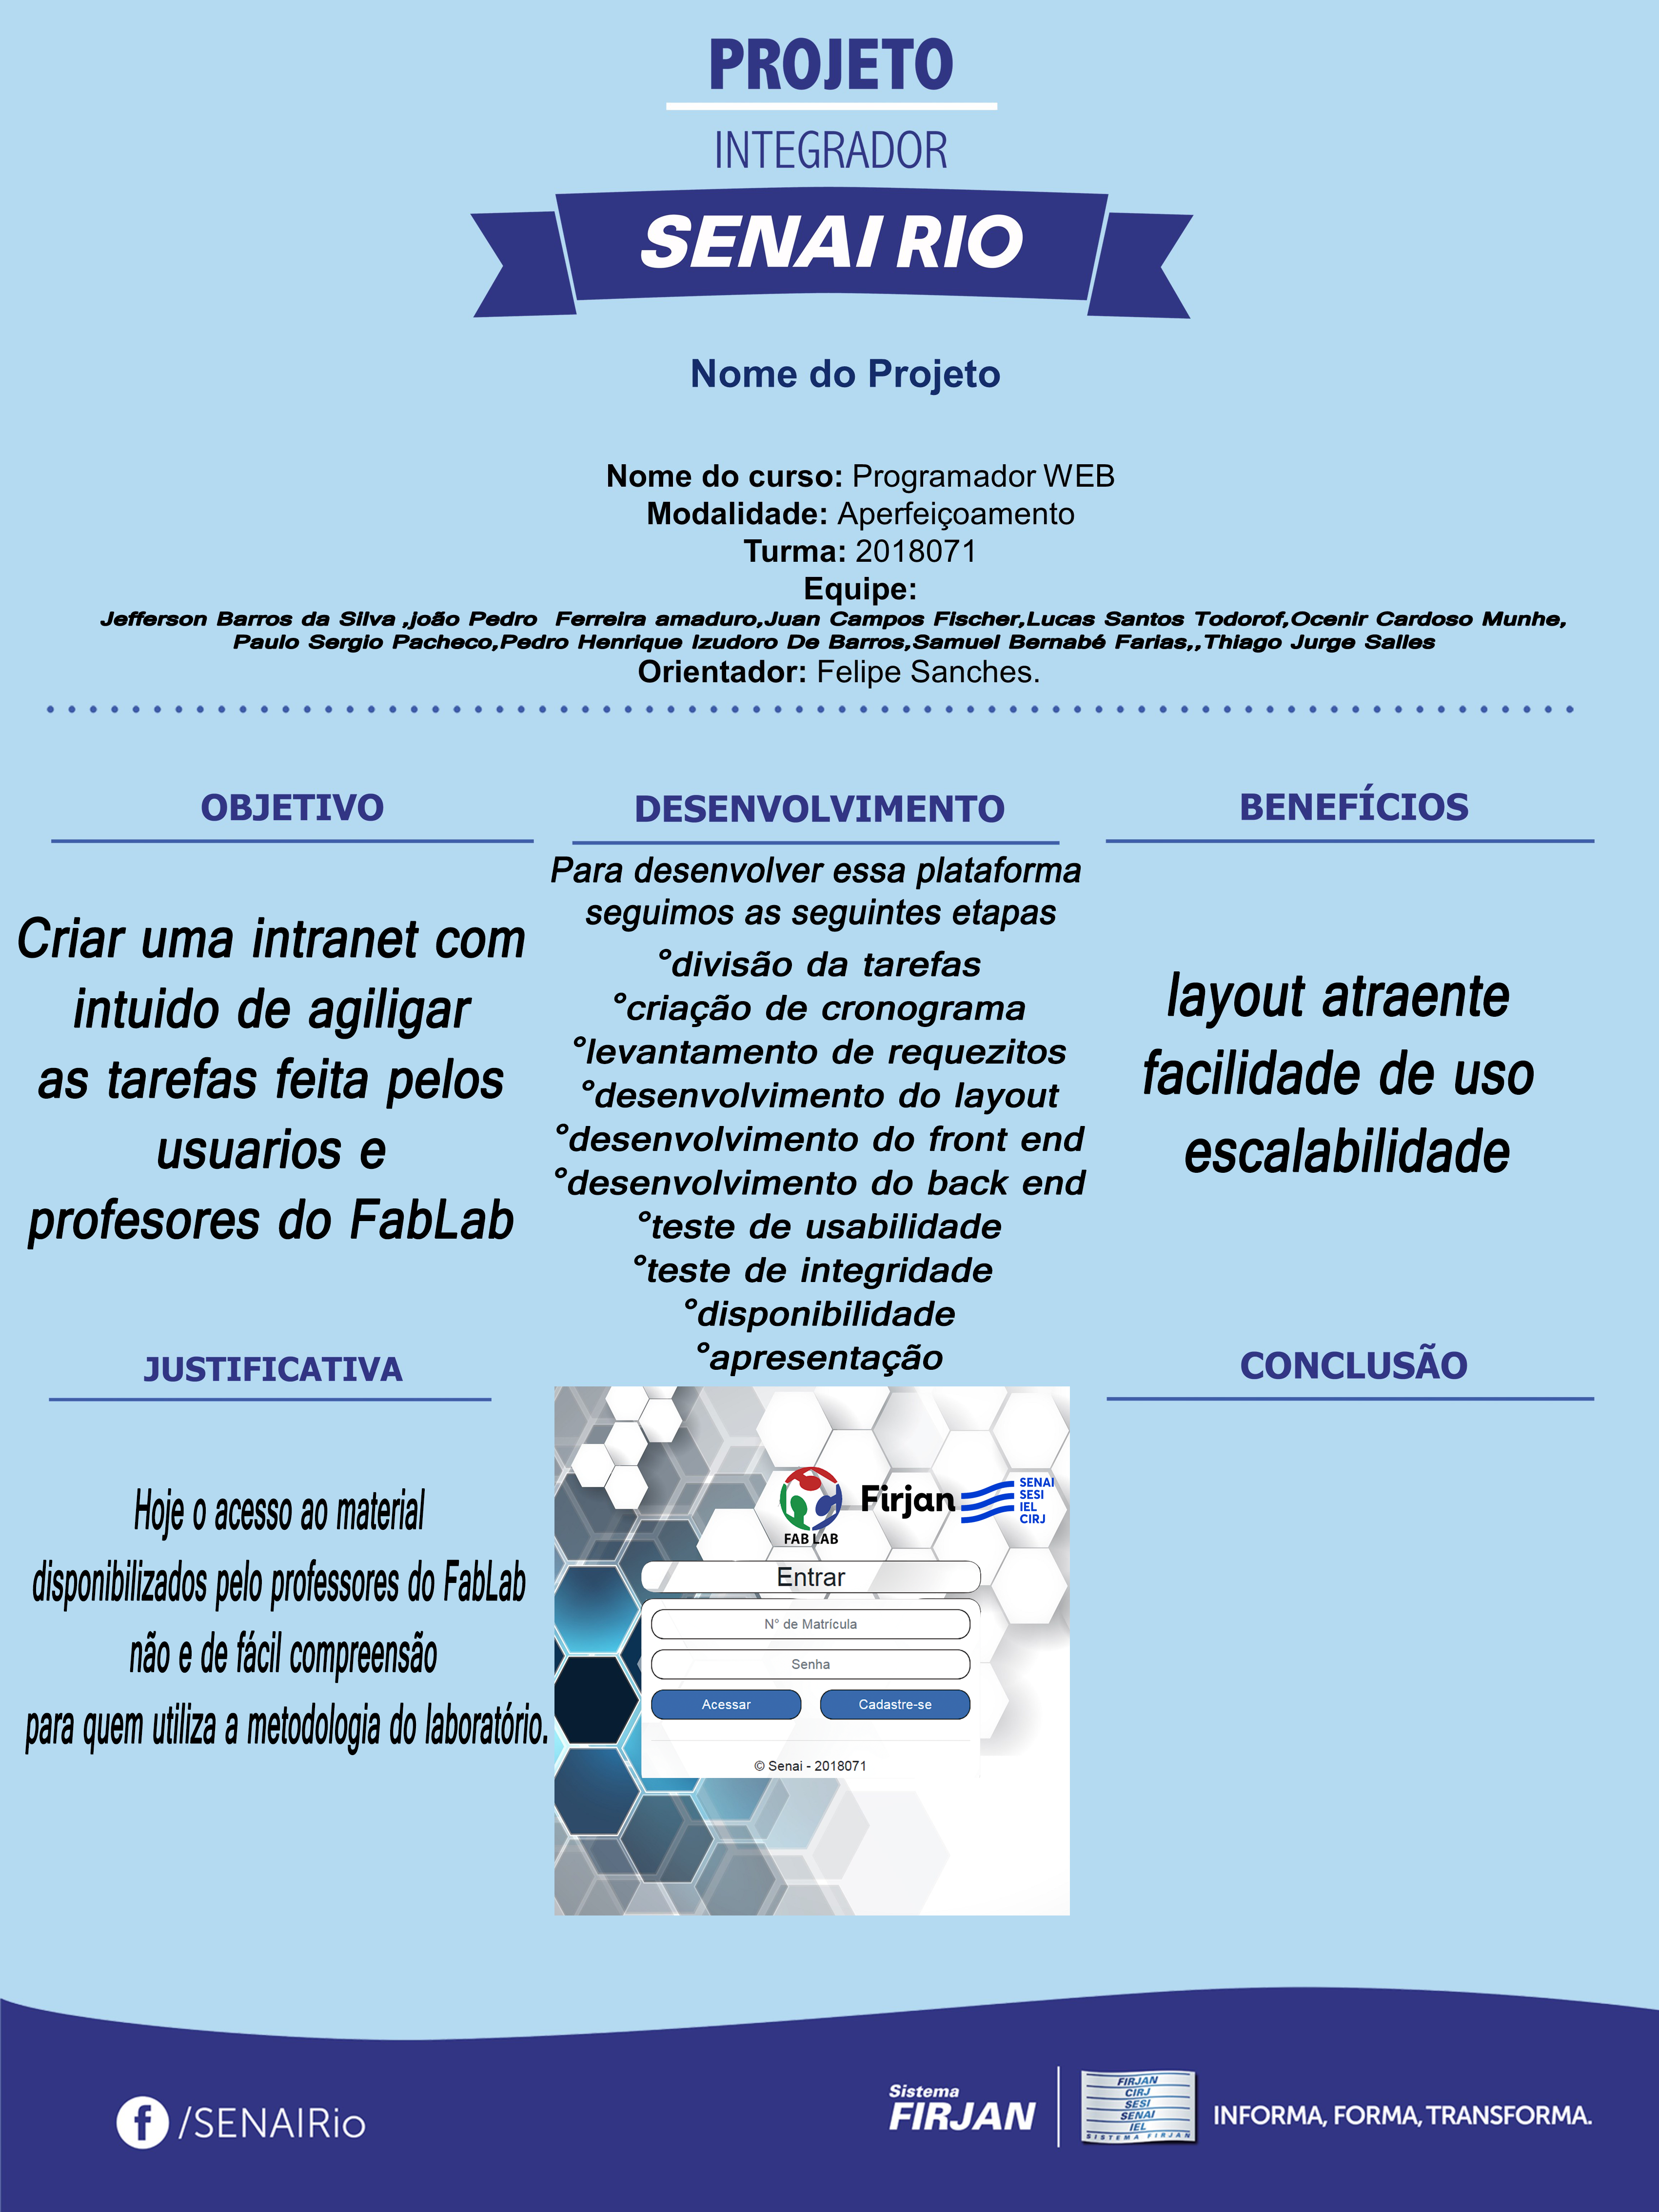 PROJETO
INTEGRADOR
SENAI RIO
Nome do Projeto
Nome do curso: Programador WEB
Modalidade: Aperfeiçoamento
Turma: 2018071
Equipe:
Jefferson Barros da Silva ,joão Pedro  Ferreira amaduro,Juan Campos FIscher,Lucas Santos Todorof,Ocenir Cardoso Munhe,
Paulo Sergio Pacheco,Pedro Henrique Izudoro De Barros,Samuel Bernabé Farias,,Thiago Jurge Salles
Orientador: Felipe Sanches.
OBJETIVO
Criar uma intranet com
intuido de agiligar
as tarefas feita pelos
usuarios e
profesores do FabLab
JUSTIFICATIVA
Hoje o acesso ao material
disponibilizados pelo professores do FabLab
não e de fácil compreensão
para quem utiliza a metodologia do laboratório.
DESENVOLVIMENTO
Para desenvolver essa plataforma
seguimos as seguintes etapas
°divisão da tarefas
°criação de cronograma
°levantamento de requezitos
°desenvolvimento do layout
°desenvolvimento do front end
°desenvolvimento do back end
°teste de usabilidade
°teste de integridade
°disponibilidade
°apresentação
FAB LAB
Firjan
SENAI
SESI
IEL
CIRJ
Entrar
N° de Matrícula
Senha
Acessar Cadastre-se
© Senai - 2018071
BENEFÍCIOS
layout atraente
facilidade de uso
escalabilidade
CONCLUSÃO
f /SENAIRio
Sistema
FIRJAN
FIRJAN
CIRJ
SESI
SENAI
IEL
SISTEMA FIRJAN
INFORMA, FORMA, TRANSFORMA.